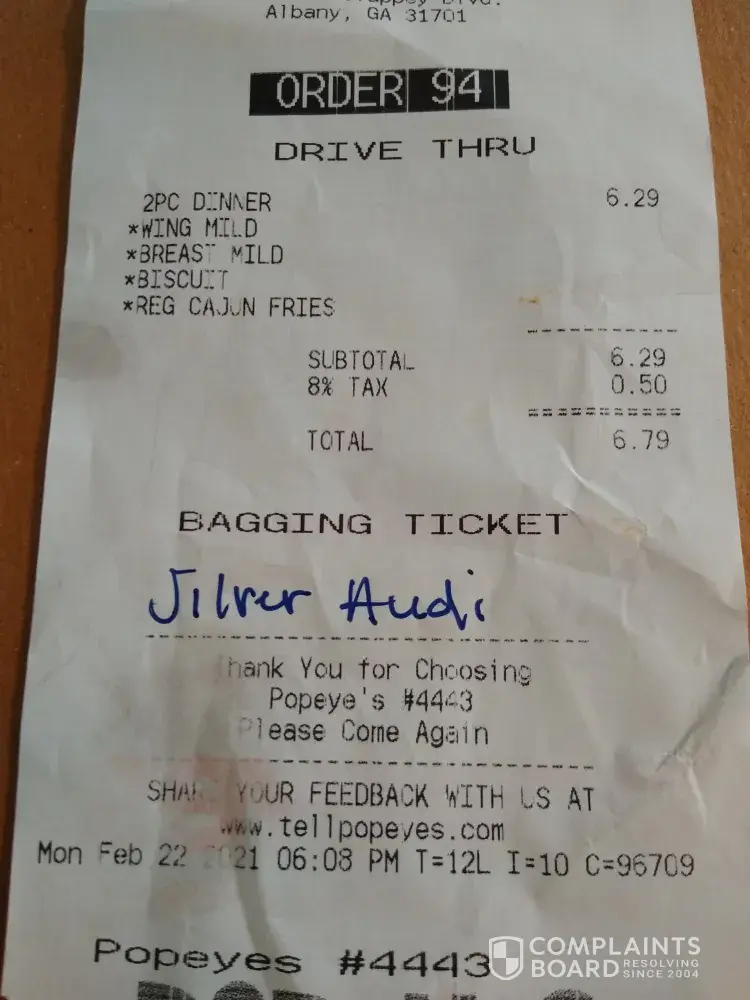 Albany, GA 31701
ORDER 94
DRIVE THRU
2PC DINNER 6.29
*WING MILD
*BREAST MILD
*BISCUIT
*REG CAJUN FRIES
SUBTOTAL 6.29
8% TAX 0.50
TOTAL 6.79
BAGGING TICKET
Silver Audi
Thank You for Choosing
Popeye's #4443
Please Come Again
SHARE YOUR FEEDBACK WITH US AT
www.tellpopeyes.com
Mon Feb 22 2021 06:08 PM T=12L I=10 C=96709
Popeyes #4443
COMPLAINTS
BOARD RESOLVING
SINCE 2004